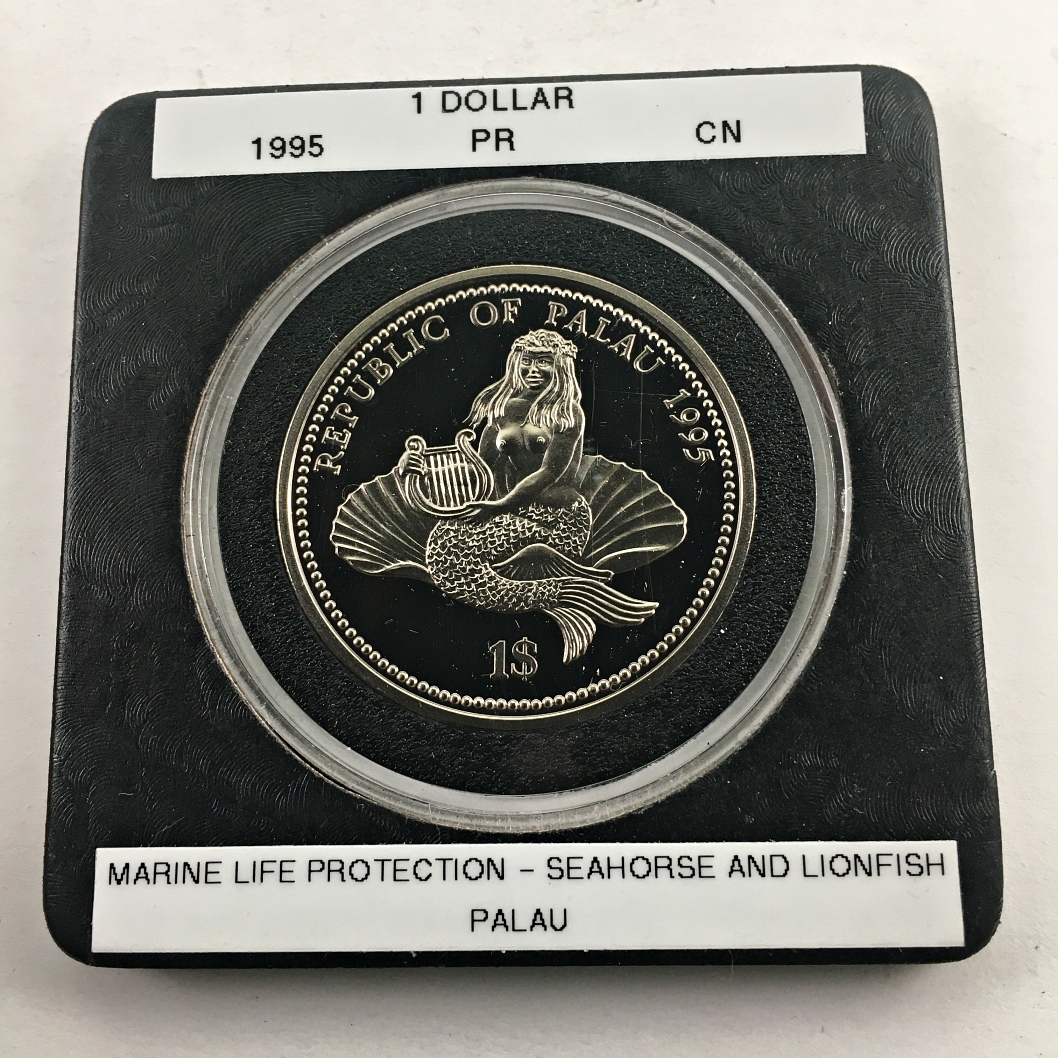 1 DOLLAR
1995 PR CN
REPUBLIC OF PALAU 1995
1$
MARINE LIFE PROTECTION - SEAHORSE AND LIONFISH
PALAU